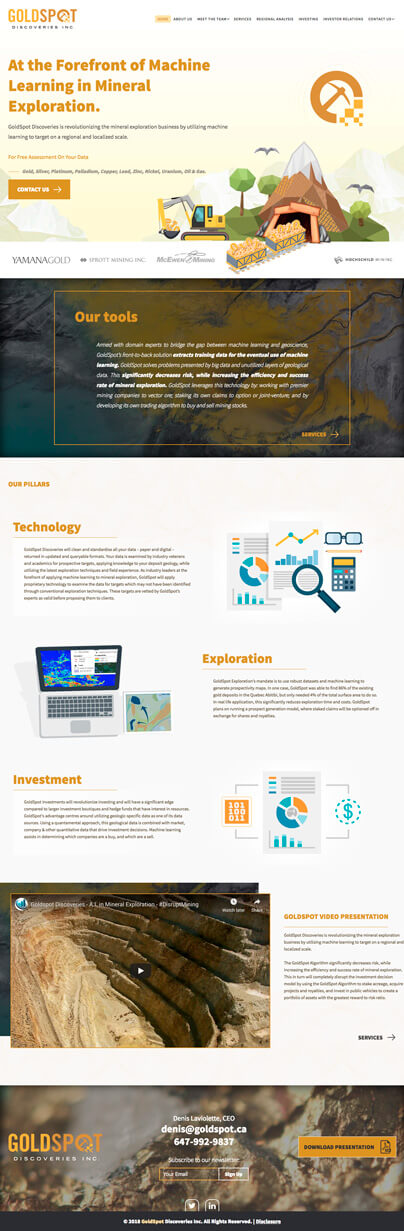 GOLDSPOT
DISCOVERIES INC
HOME ABOUT US MEET THE TEAM SERVICES REGIONAL ANALYSIS INVESTING INVESTOR RELATIONS CONTACT US
At the Forefront of Machine
Learning in Mineral
Exploration.
GoldSpot Discoveries is revolutionizing the mineral exploration business by utilizing machine
learning to target on a regional and localized scale.
For Free Assessment On Your Data
Gold, Silver, Platinum, Palladium, Copper, Lead, Zinc, Nickel, Uranium, Oil & Gas.
CONTACT US
YAMANAGOLD SPROTT MINING INC. McEWEN MINING HOCHSCHILD MINING
Our tools
Armed with domain experts to bridge the gap between machine learning and geoscience,
GoldSpot's front-to-back solution extracts training data for the eventual use of machine
learning. GoldSpot solves problems presented by big data and unutilized layers of geological
data. This significantly decreases risk, while increasing the efficiency and success
rate of mineral exploration. GoldSpot leverages this technology by: working with premier
mining companies to vector ore; staking its own claims to option or joint-venture; and by
developing its own trading algorithm to buy and sell mining stocks.
SERVICES
OUR PILLARS
Technology
GoldSpot Discoveries will clean and standardise all your data - paper and digital -
returned in updated and queryable formats. Your data is examined by industry veterans
and academics for prospective targets, applying knowledge to your deposit geology, while
utilising the latest exploration techniques and field experience. As industry leaders at the
forefront of applying machine learning to mineral exploration, GoldSpot will apply
proprietary technology to examine the data for targets which may not have been identified
through conventional exploration techniques. These targets are vetted by GoldSpot's
experts as valid before proposing them to clients.
Exploration
GoldSpot Exploration's mandate is to use robust datasets and machine learning to
generate prospectivity maps. In one case, GoldSpot was able to find 86% of the existing
gold deposits in the Quebec Abitibi, but only needed 4% of the total surface area to do so.
In real life application, this significantly reduces exploration time and costs. GoldSpot
plans on running a prospect generation model, where staked claims will be optioned off in
exchange for shares and royalties.
Investment
GoldSpot Investments will revolutionize investing and will have a significant edge
compared to larger investment boutiques and hedge funds that have interest in resources.
GoldSpot's advantage centres around utilizing geologic-specific data as one of its data
sources. Using a quantamental approach, this geological data is combined with market,
company & other quantitative data that drive investment decisions. Machine learning
assists in determining which companies are a buy, and which are a sell.
101
100
011
Goldspot Discoveries - A.I. in Mineral Exploration - #DisruptMining
Watch later Share
GOLDSPOT VIDEO PRESENTATION
GoldSpot Discoveries is revolutionizing the mineral exploration
business by utilizing machine learning to target on a regional and
localized scale.
The GoldSpot Algorithm significantly decreases risk, while
increasing the efficiency and success rate of mineral exploration.
This in turn will completely disrupt the investment decision
model by using the GoldSpot Algorithm to stake acreage, acquire
projects and royalties, and invest in public vehicles to create a
portfolio of assets with the greatest reward to risk ratio.
SERVICES
GOLDSPOT
DISCOVERIES INC.
Denis Laviolette, CEO
denis@goldspot.ca
647-992-9837
Subscribe to our newsletter:
Your Email Sign Up
DOWNLOAD PRESENTATION
© 2018 GoldSpot Discoveries Inc. All Rights Reserved. | Disclosure